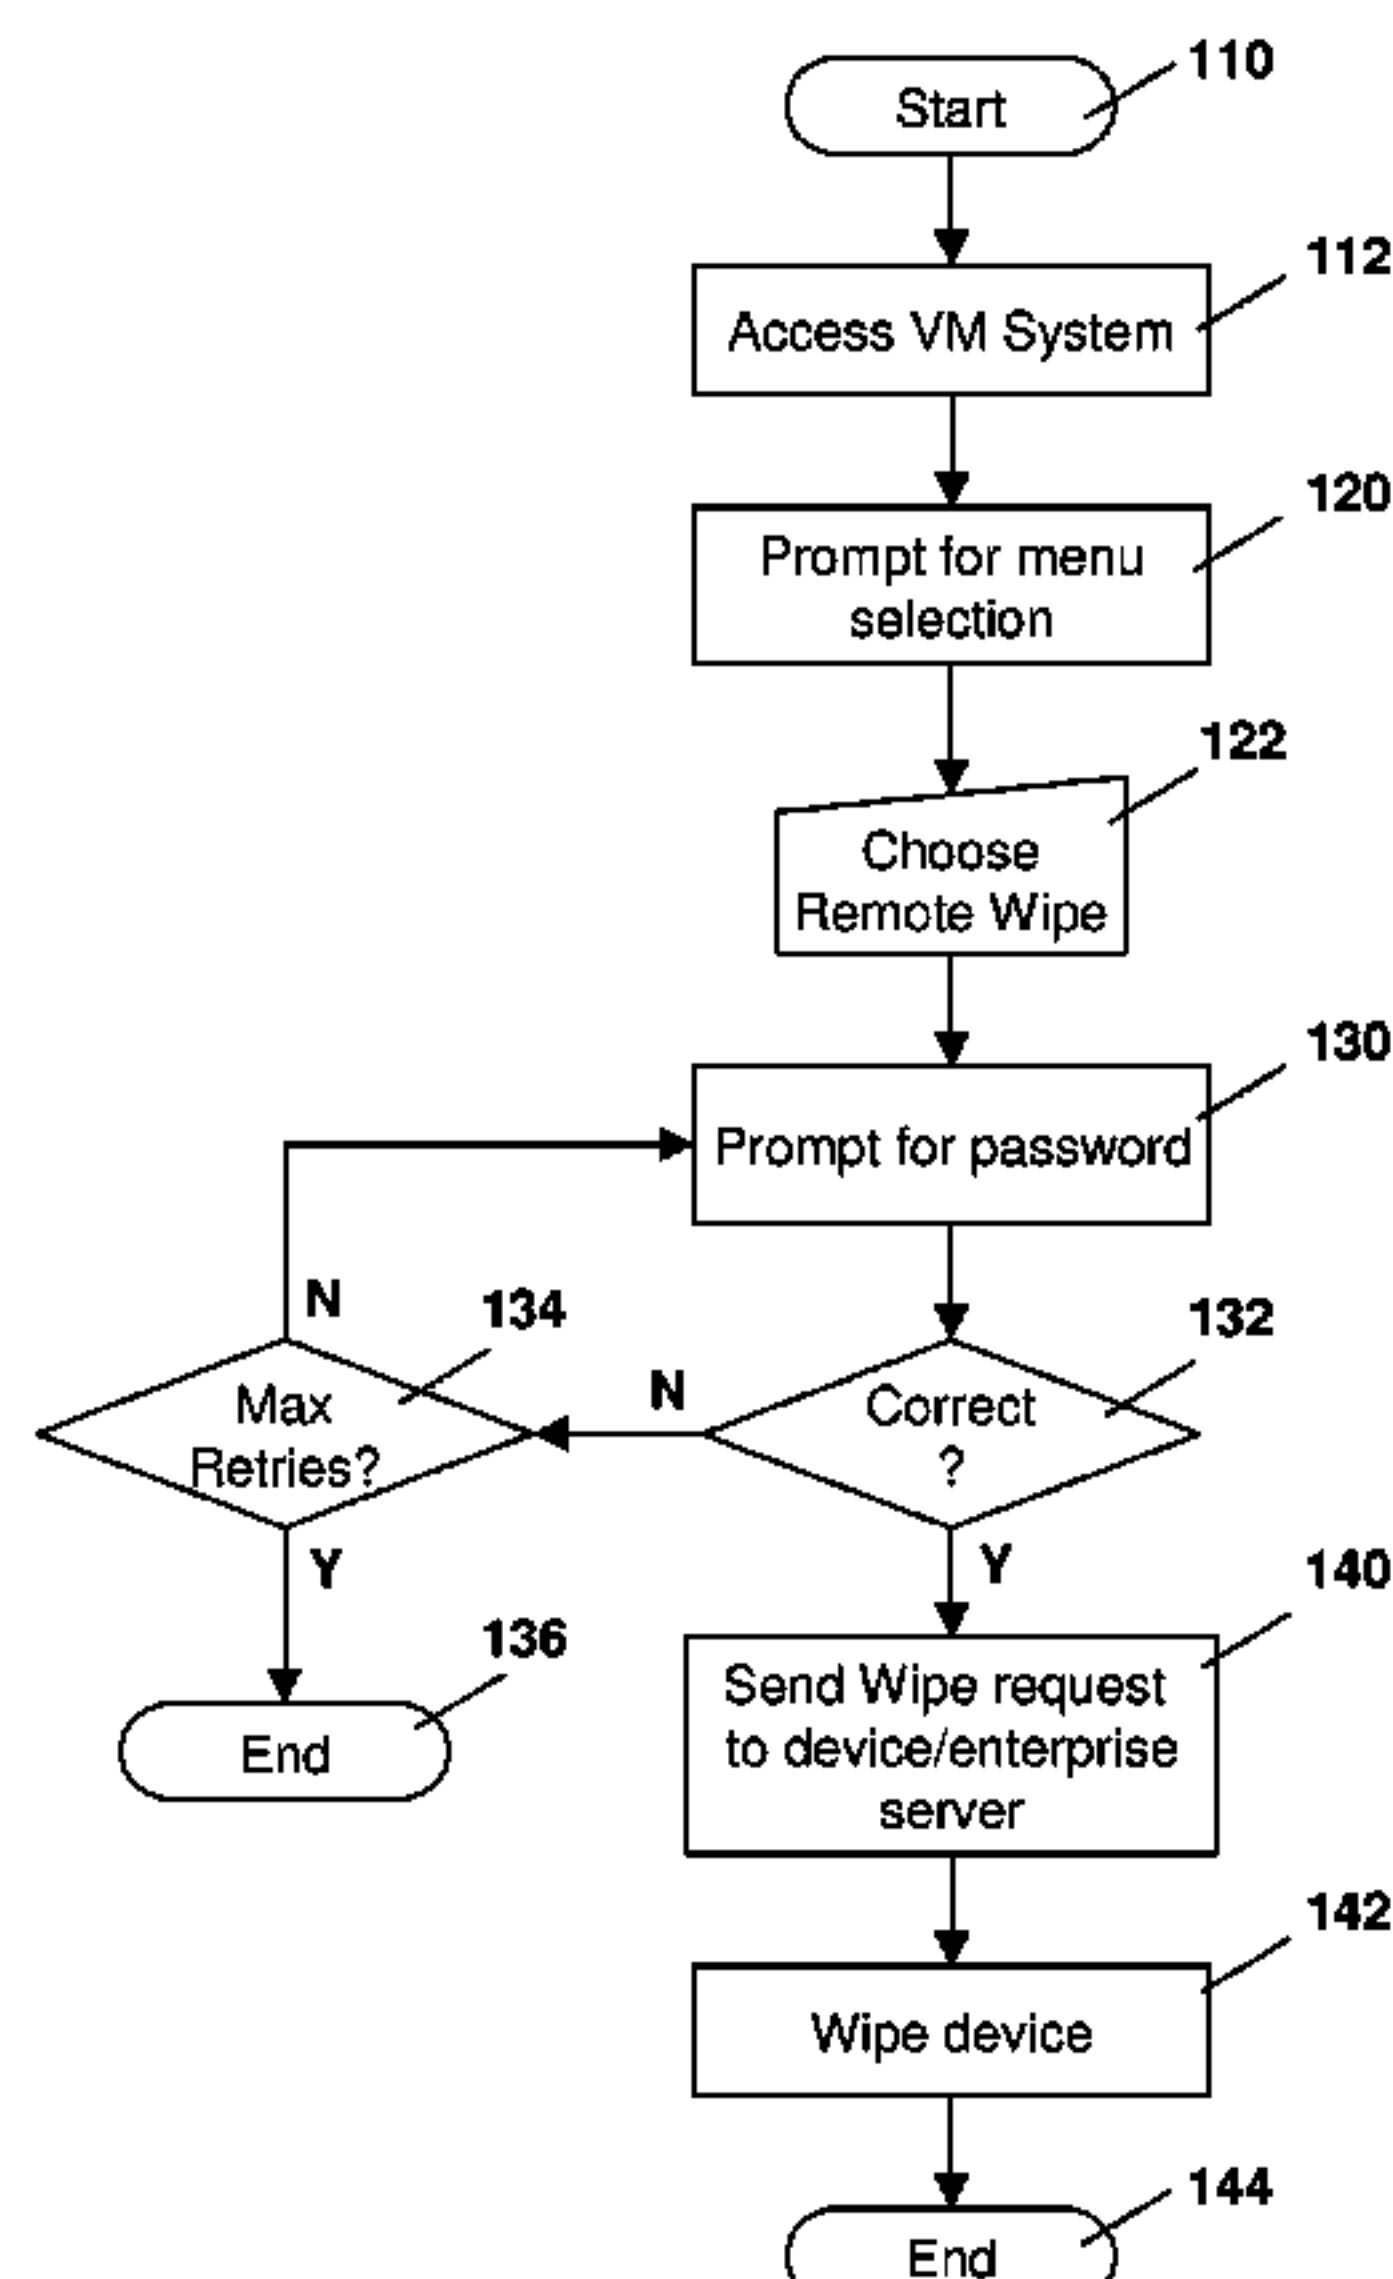 110
Start
112
Access VM System
120
Prompt for menu
selection
122
Choose
Remote Wipe
130
Prompt for password
N
134
132
Max
Retries?
N
Correct
?
Y
Y
136
End
140
Send Wipe request
to device/enterprise
server
142
Wipe device
144
End